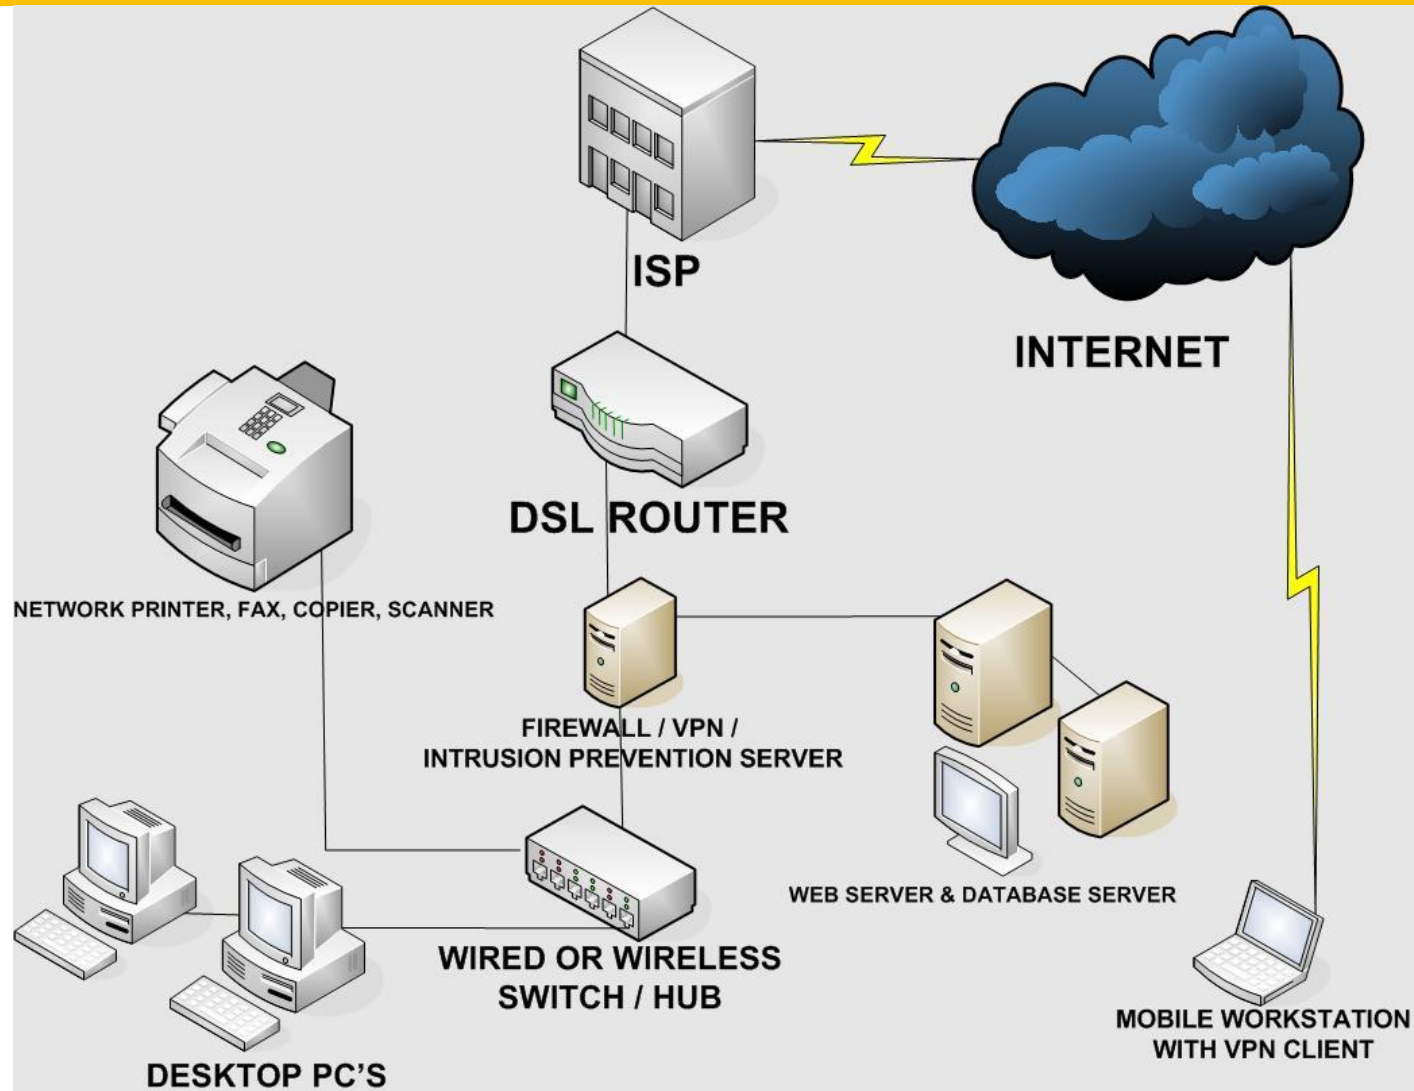 ISP
INTERNET
DSL ROUTER
NETWORK PRINTER, FAX, COPIER, SCANNER
FIREWALL / VPN /
INTRUSION PREVENTION SERVER
WEB SERVER & DATABASE SERVER
WIRED OR WIRELESS
SWITCH / HUB
MOBILE WORKSTATION
WITH VPN CLIENT
DESKTOP PC'S